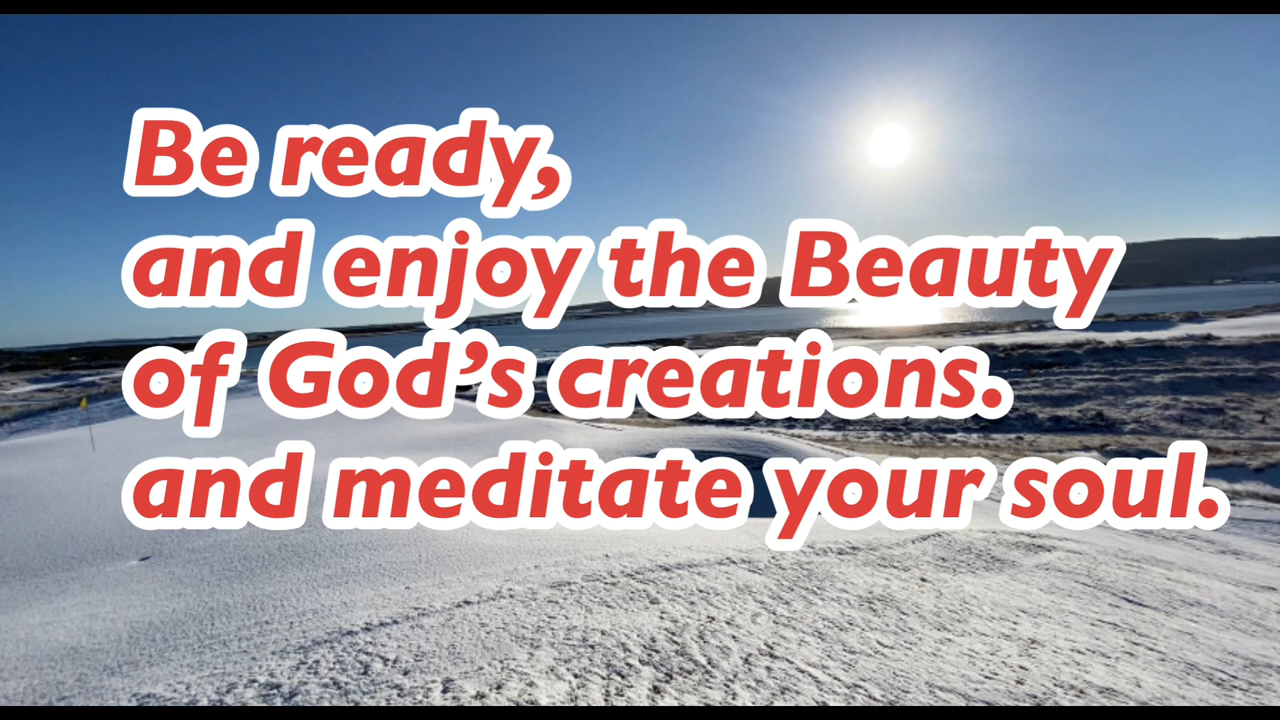 Be ready,
and enjoy the Beauty
of God’s creations.
and meditate your soul.